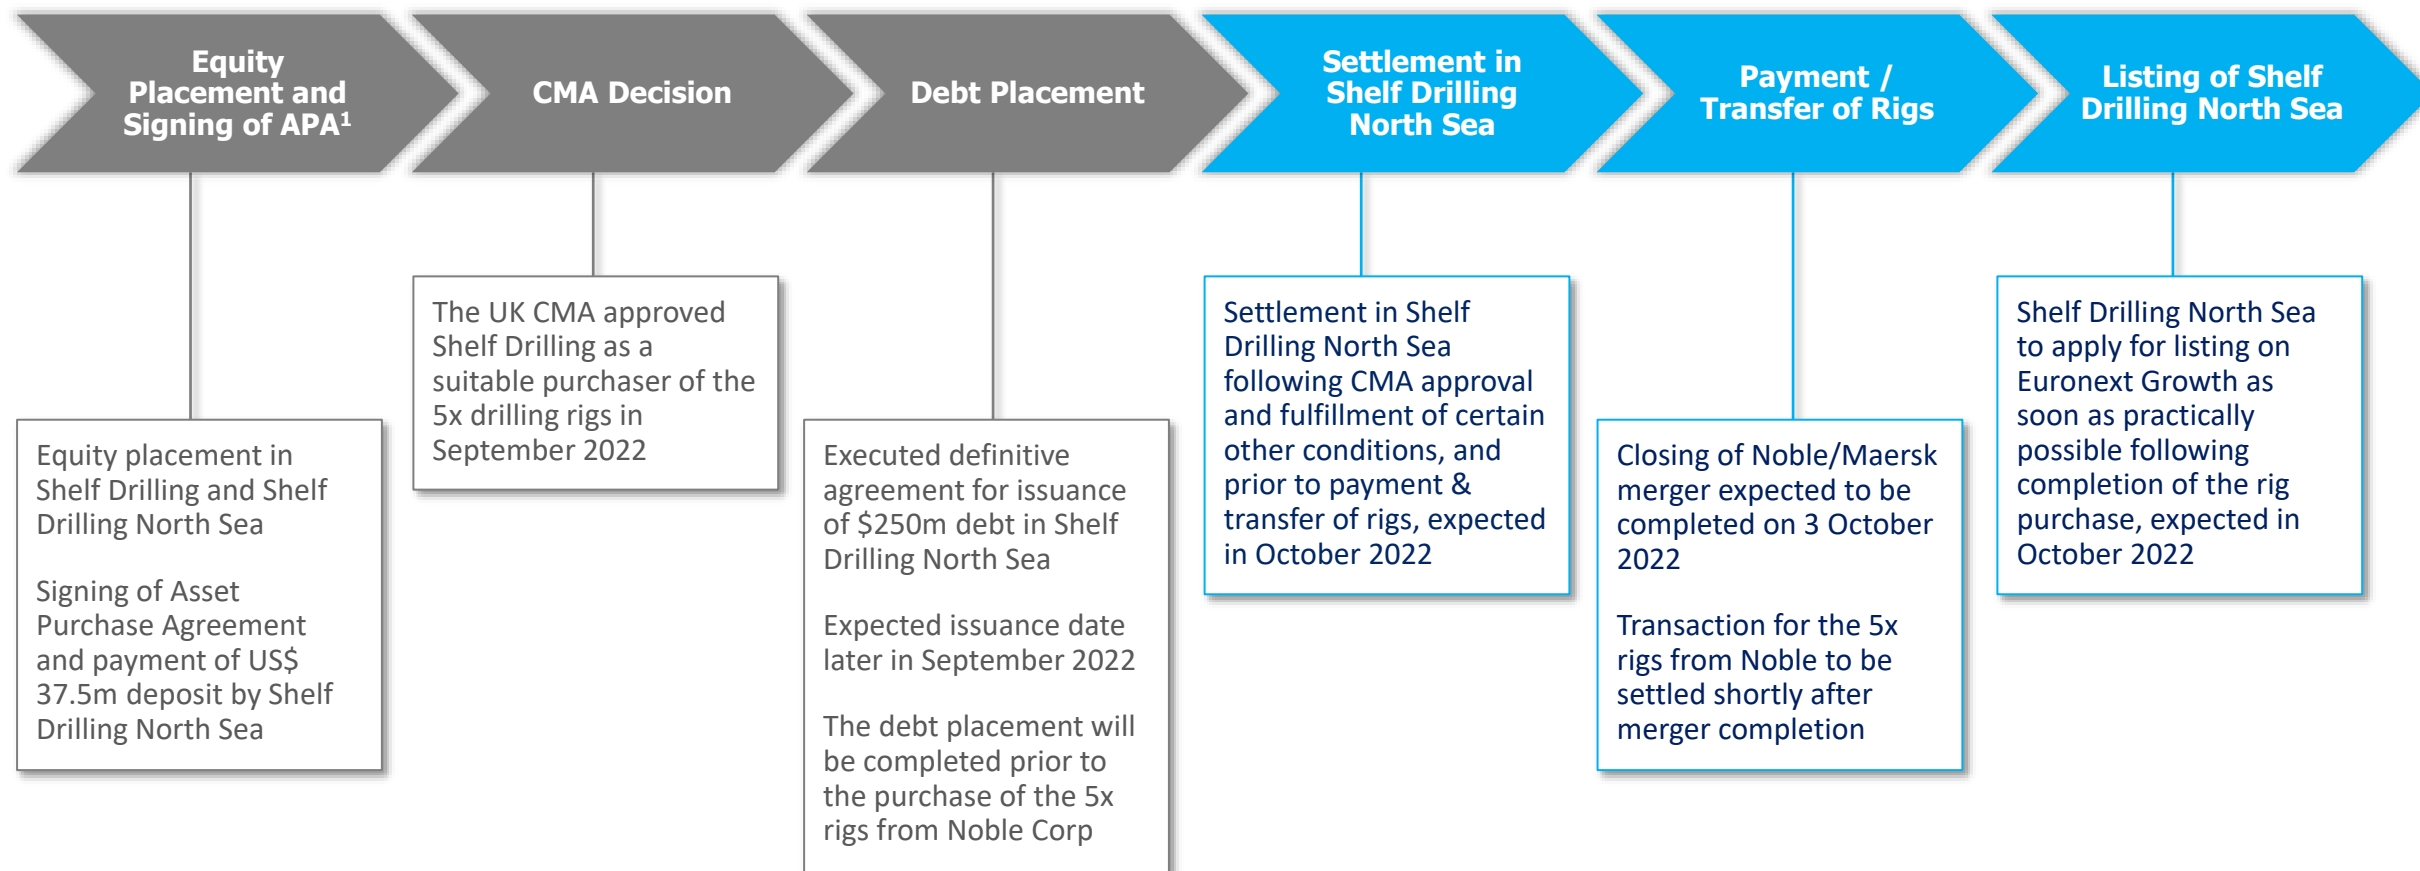 Equity
Placement and
Signing of APA1
CMA Decision
Debt Placement
Settlement in
Shelf Drilling
North Sea
Payment /
Transfer of Rigs
Listing of Shelf
Drilling North Sea
Equity placement in
Shelf Drilling and Shelf
Drilling North Sea
Signing of Asset
Purchase Agreement
and payment of US$
37.5m deposit by Shelf
Drilling North Sea
The UK CMA approved
Shelf Drilling as a
suitable purchaser of the
5x drilling rigs in
September 2022
Executed definitive
agreement for issuance
of $250m debt in Shelf
Drilling North Sea
Expected issuance date
later in September 2022
The debt placement will
be completed prior to
the purchase of the 5x
rigs from Noble Corp
Settlement in Shelf
Drilling North Sea
following CMA approval
and fulfillment of certain
other conditions, and
prior to payment &
transfer of rigs, expected
in October 2022
Closing of Noble/Maersk
merger expected to be
completed on 3 October
2022
Transaction for the 5x
rigs from Noble to be
settled shortly after
merger completion
Shelf Drilling North Sea
to apply for listing on
Euronext Growth as
soon as practically
possible following
completion of the rig
purchase, expected in
October 2022